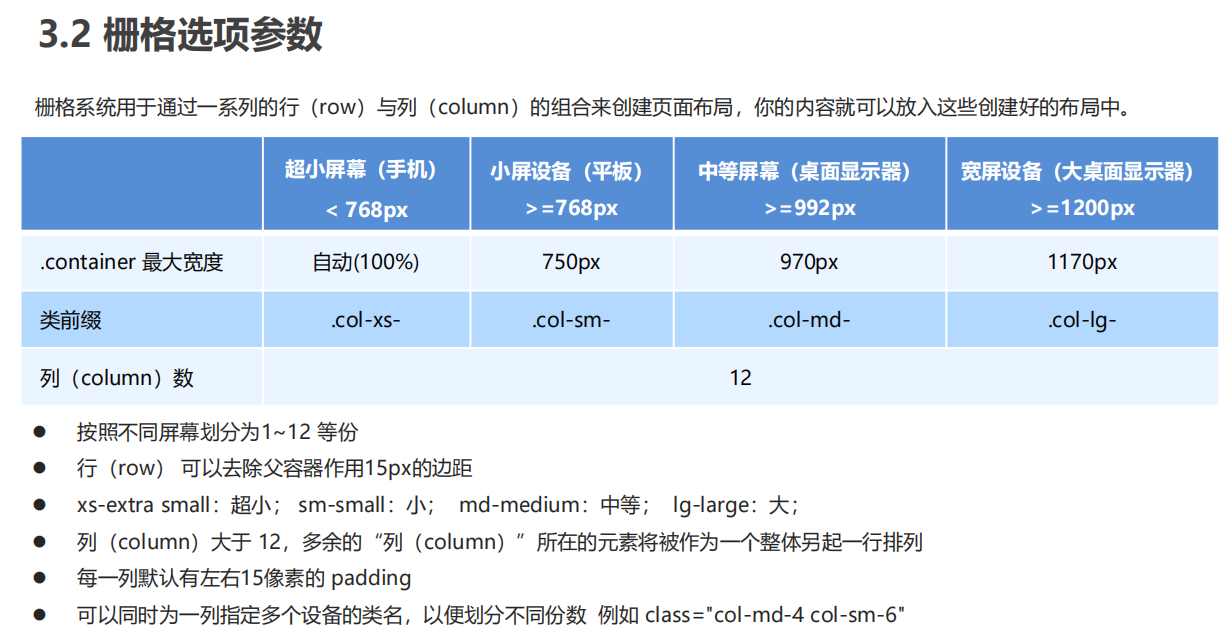 3.2 栅格选项参数
栅格系统用于通过一系列的行（row）与列（column）的组合来创建页面布局，你的内容就可以放入这些创建好的布局中。
超小屏幕（手机） 小屏设备（平板） 中等屏幕（桌面显示器） 宽屏设备（大桌面显示器）
< 768px >=768px >=992px >=1200px
.container 最大宽度 自动(100%) 750px 970px 1170px
类前缀 .col-xs- .col-sm- .col-md- .col-lg-
列（column）数 12
● 按照不同屏幕划分为1~12 等份
● 行（row） 可以去除父容器作用15px的边距
● xs-extra small：超小； sm-small：小； md-medium：中等； lg-large：大；
● 列（column）大于 12，多余的“列（column）”所在的元素将被作为一个整体另起一行排列
● 每一列默认有左右15像素的 padding
● 可以同时为一列指定多个设备的类名，以便划分不同份数 例如 class="col-md-4 col-sm-6"